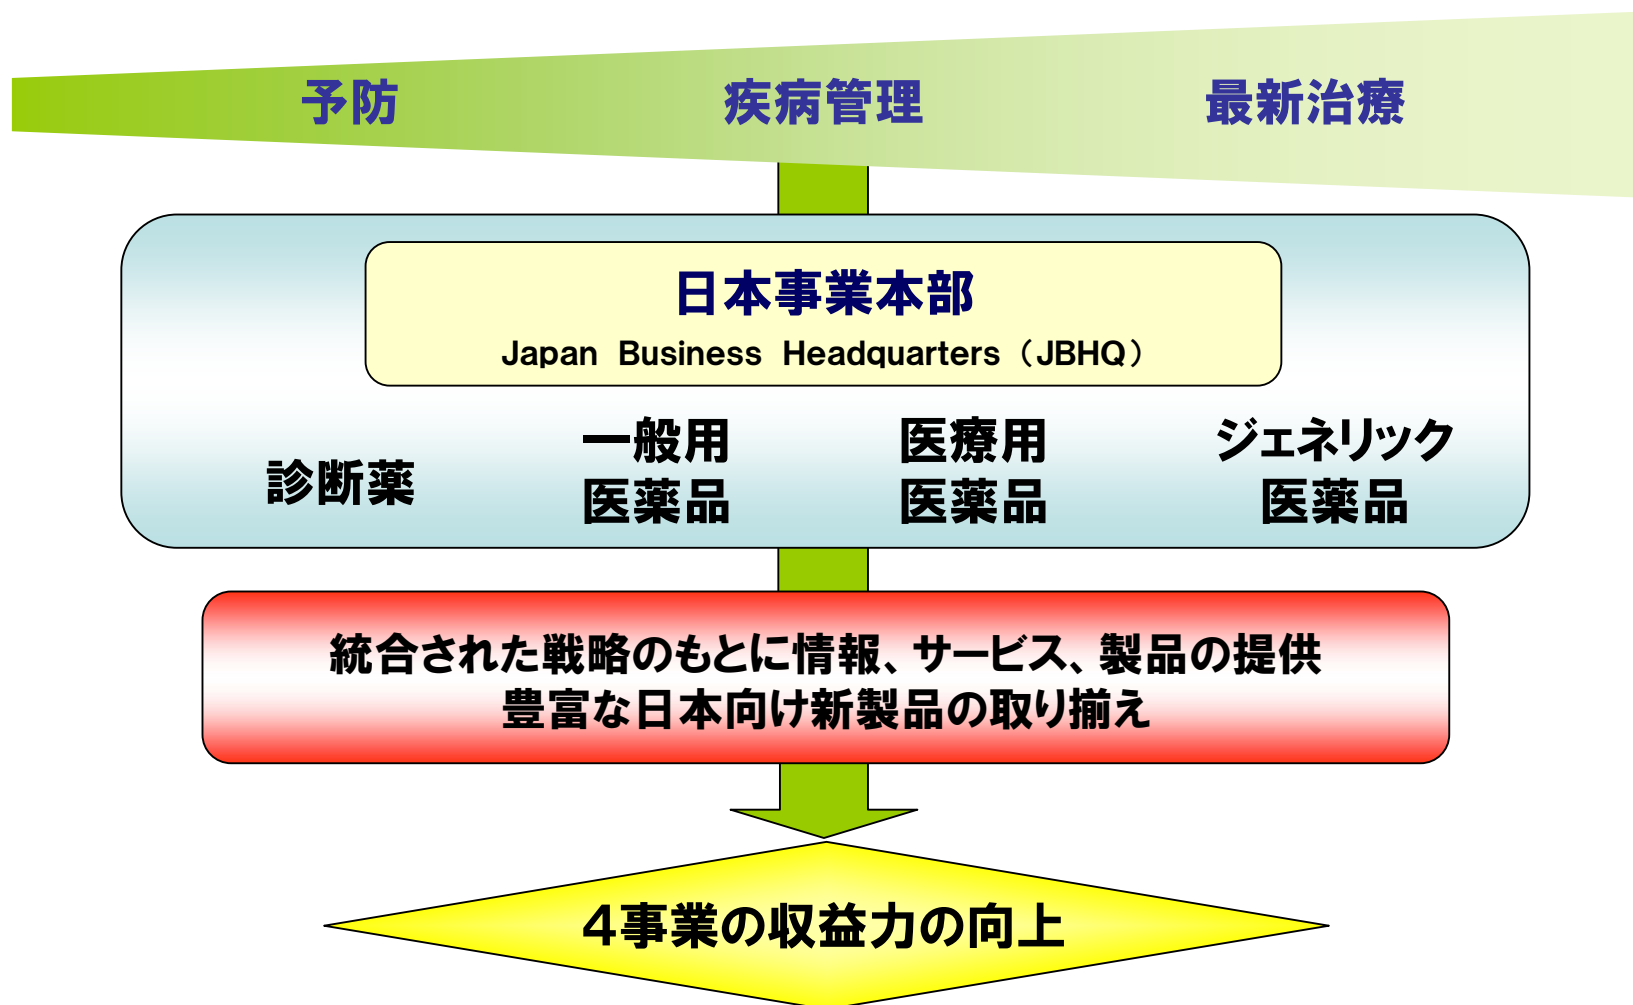 予防 疾病管理 最新治療
日本事業本部
Japan Business Headquarters（JBHQ）
診断薬
一般用
医薬品
医療用
医薬品
ジェネリック
医薬品
統合された戦略のもとに情報、サービス、製品の提供
豊富な日本向け新製品の取り揃え
４事業の収益力の向上